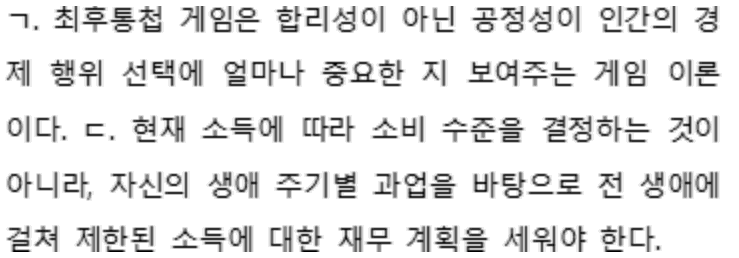 ㄱ. 최후통첩 게임은 합리성이 아닌 공정성이 인간의 경
제 행위 선택에 얼마나 중요한 지 보여주는 게임 이론
이다. ㄷ. 현재 소득에 따라 소비 수준을 결정하는 것이
아니라, 자신의 생애 주기별 과업을 바탕으로 전 생애에
걸쳐 제한된 소득에 대한 재무 계획을 세워야 한다.